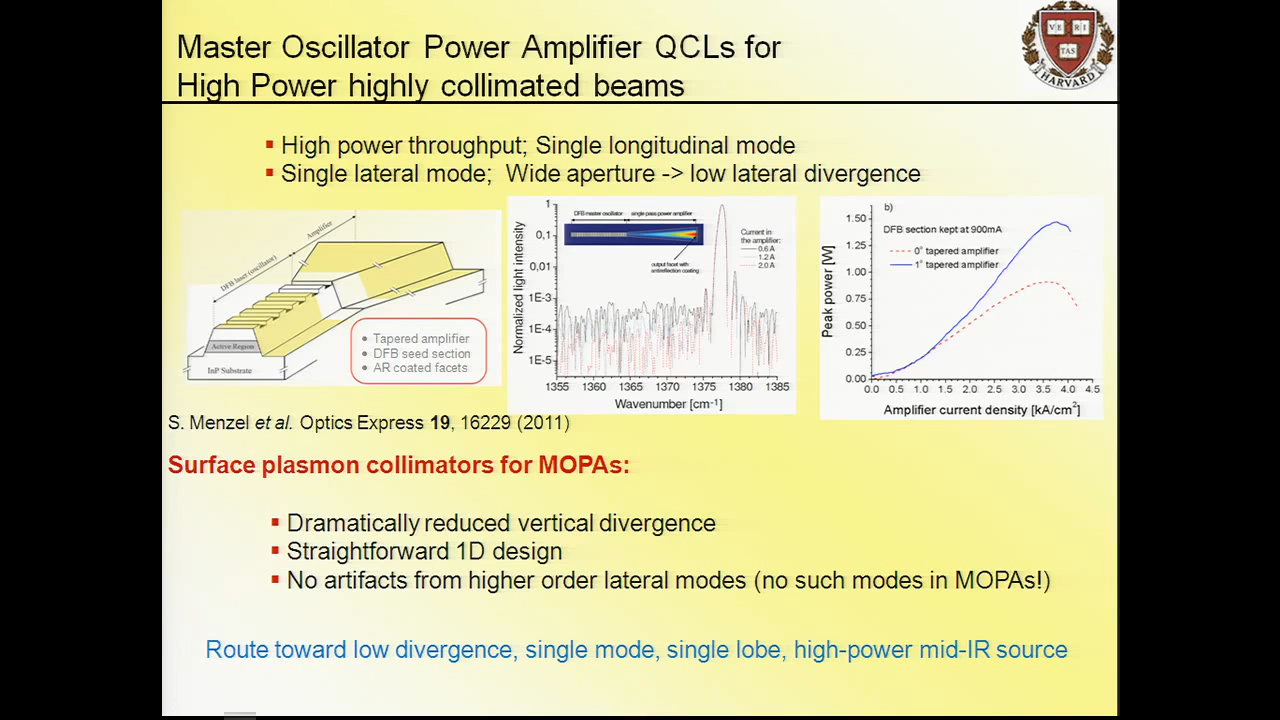 Master Oscillator Power Amplifier QCLs for
High Power highly collimated beams
VE RI
TAS
HARVARD
▪ High power throughput; Single longitudinal mode
▪ Single lateral mode; Wide aperture -> low lateral divergence
Amplifier
DFB Laser (oscillator)
Active Region
InP Substrate
• Tapered amplifier
• DFB seed section
• AR coated facets
Normalized light intensity
1
0,1
0,01
1E-3
1E-4
1E-5
DFB master oscillator
single pass power amplifier
output facet with
antireflection coating
Current in
the amplifier:
0.6 A
1.2 A
2.0 A
1355 1360 1365 1370 1375 1380 1385
Wavenumber [cm-1]
b)
DFB section kept at 900mA
0° tapered amplifier
1° tapered amplifier
Peak power [W]
1.50
1.25
1.00
0.75
0.50
0.25
0.00
0.0 0.5 1.0 1.5 2.0 2.5 3.0 3.5 4.0 4.5
Amplifier current density [kA/cm²]
S. Menzel et al. Optics Express 19, 16229 (2011)
Surface plasmon collimators for MOPAs:
▪ Dramatically reduced vertical divergence
▪ Straightforward 1D design
▪ No artifacts from higher order lateral modes (no such modes in MOPAs!)
Route toward low divergence, single mode, single lobe, high-power mid-IR source